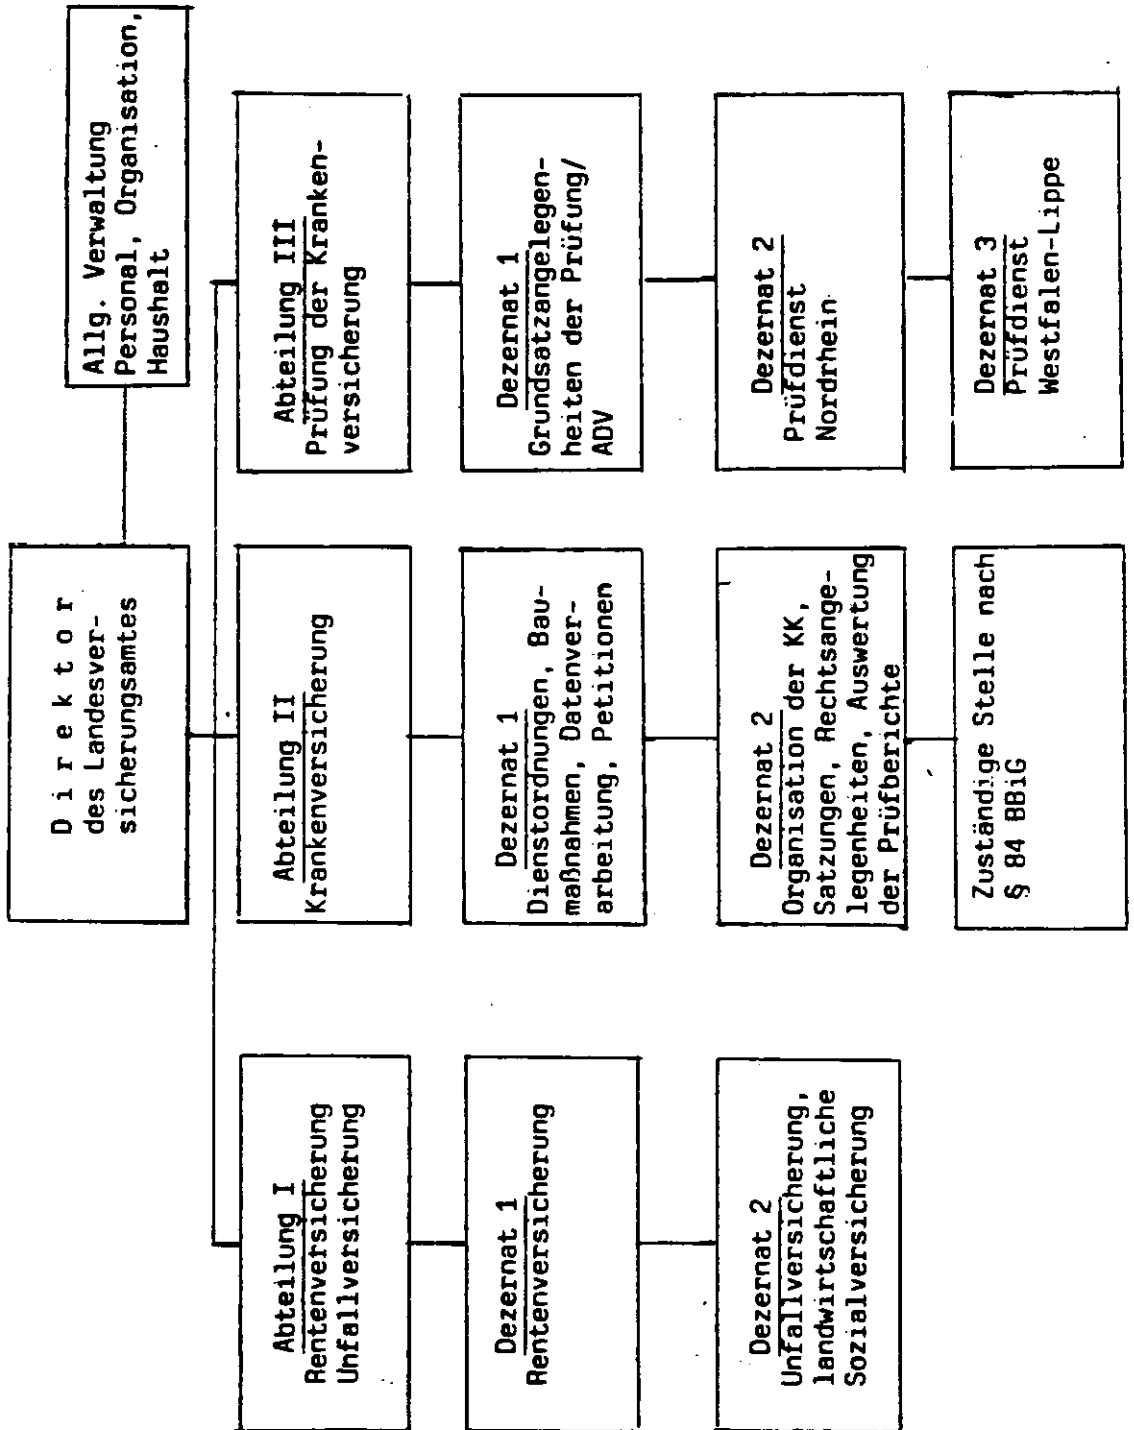 D i r e k t o r
des Landesver-
sicherungsamtes
Allg. Verwaltung
Personal, Organisation,
Haushalt
Abteilung I
Rentenversicherung
Unfallversicherung
Dezernat 1
Rentenversicherung
Dezernat 2
Unfallversicherung,
landwirtschaftliche
Sozialversicherung
Abteilung II
Krankenversicherung
Dezernat 1
Dienstordnungen, Bau-
maßnahmen, Datenver-
arbeitung, Petitionen
Dezernat 2
Organisation der KK,
Satzungen, Rechtsange-
legenheiten, Auswertung
der Prüfberichte
Zuständige Stelle nach
§ 84 BBiG
Abteilung III
Prüfung der Kranken-
versicherung
Dezernat 1
Grundsatzangelegen-
heiten der Prüfung/
ADV
Dezernat 2
Prüfdienst
Nordrhein
Dezernat 3
Prüfdienst
Westfalen-Lippe